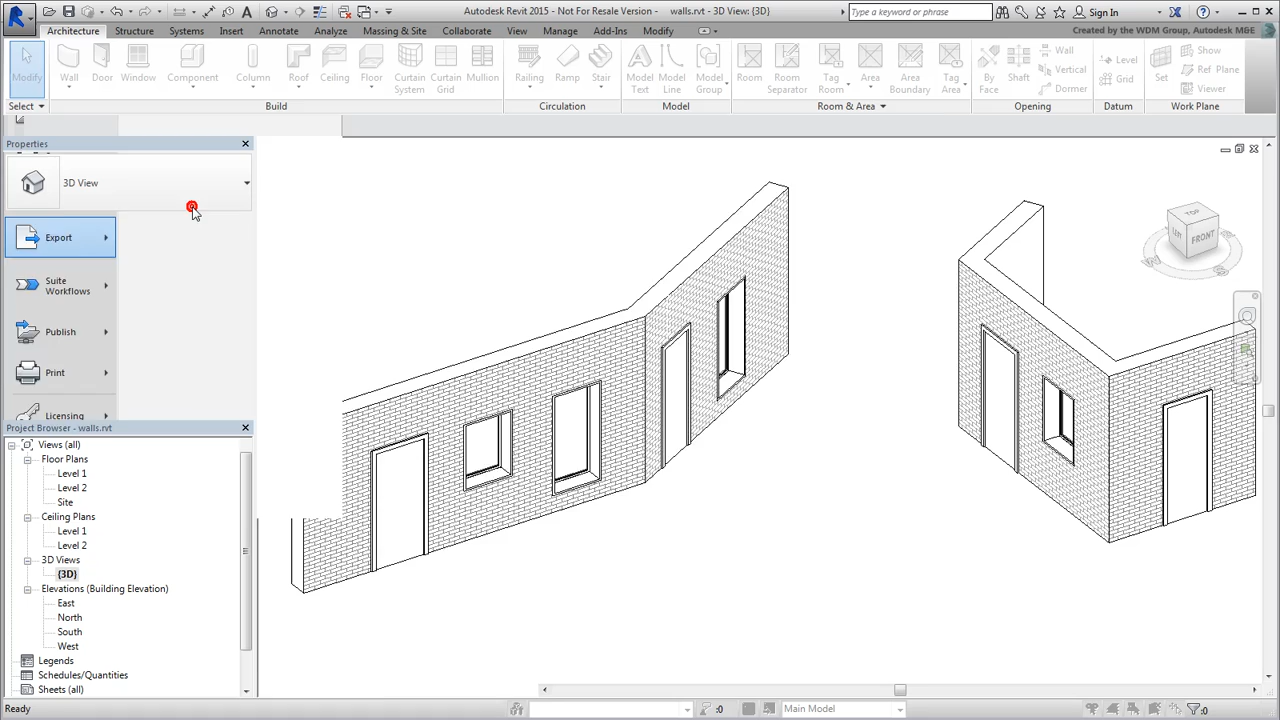 Autodesk Revit 2015 - Not For Resale Version - walls.rvt - 3D View: {3D}
Type a keyword or phrase
Sign In
Architecture Structure Systems Insert Annotate Analyze Massing & Site Collaborate View Manage Add-Ins Modify
Created by the WDM Group, Autodesk M&E
Modify
Wall
Door
Window
Component
Column
Roof
Ceiling
Floor
Curtain System
Curtain Grid
Mullion
Railing
Ramp
Stair
Model Text
Model Line
Model Group
Room
Room Separator
Tag Room
Area
Area Boundary
Tag Area
By Face
Shaft
Wall
Vertical
Dormer
Level
Grid
Set
Show
Ref Plane
Viewer
Select
Build
Circulation
Model
Room & Area
Opening
Datum
Work Plane
Properties
3D View
Export
Suite
Workflows
Publish
Print
Licensing
Project Browser - walls.rvt
Views (all)
Floor Plans
Level 1
Level 2
Site
Ceiling Plans
Level 1
Level 2
3D Views
{3D}
Elevations (Building Elevation)
East
North
South
West
Legends
Schedules/Quantities
Sheets (all)
TOP
LEFT
FRONT
Ready
:0
Main Model
:0